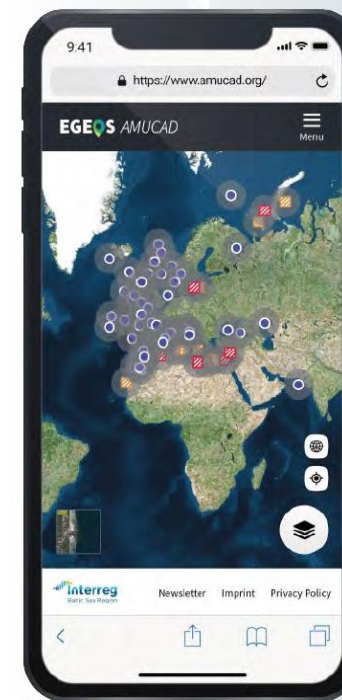 9:41
https://www.amucad.org/
EGEOS AMUCAD
Menu
Interreg
Baltic Sea Region
Newsletter Imprint Privacy Policy